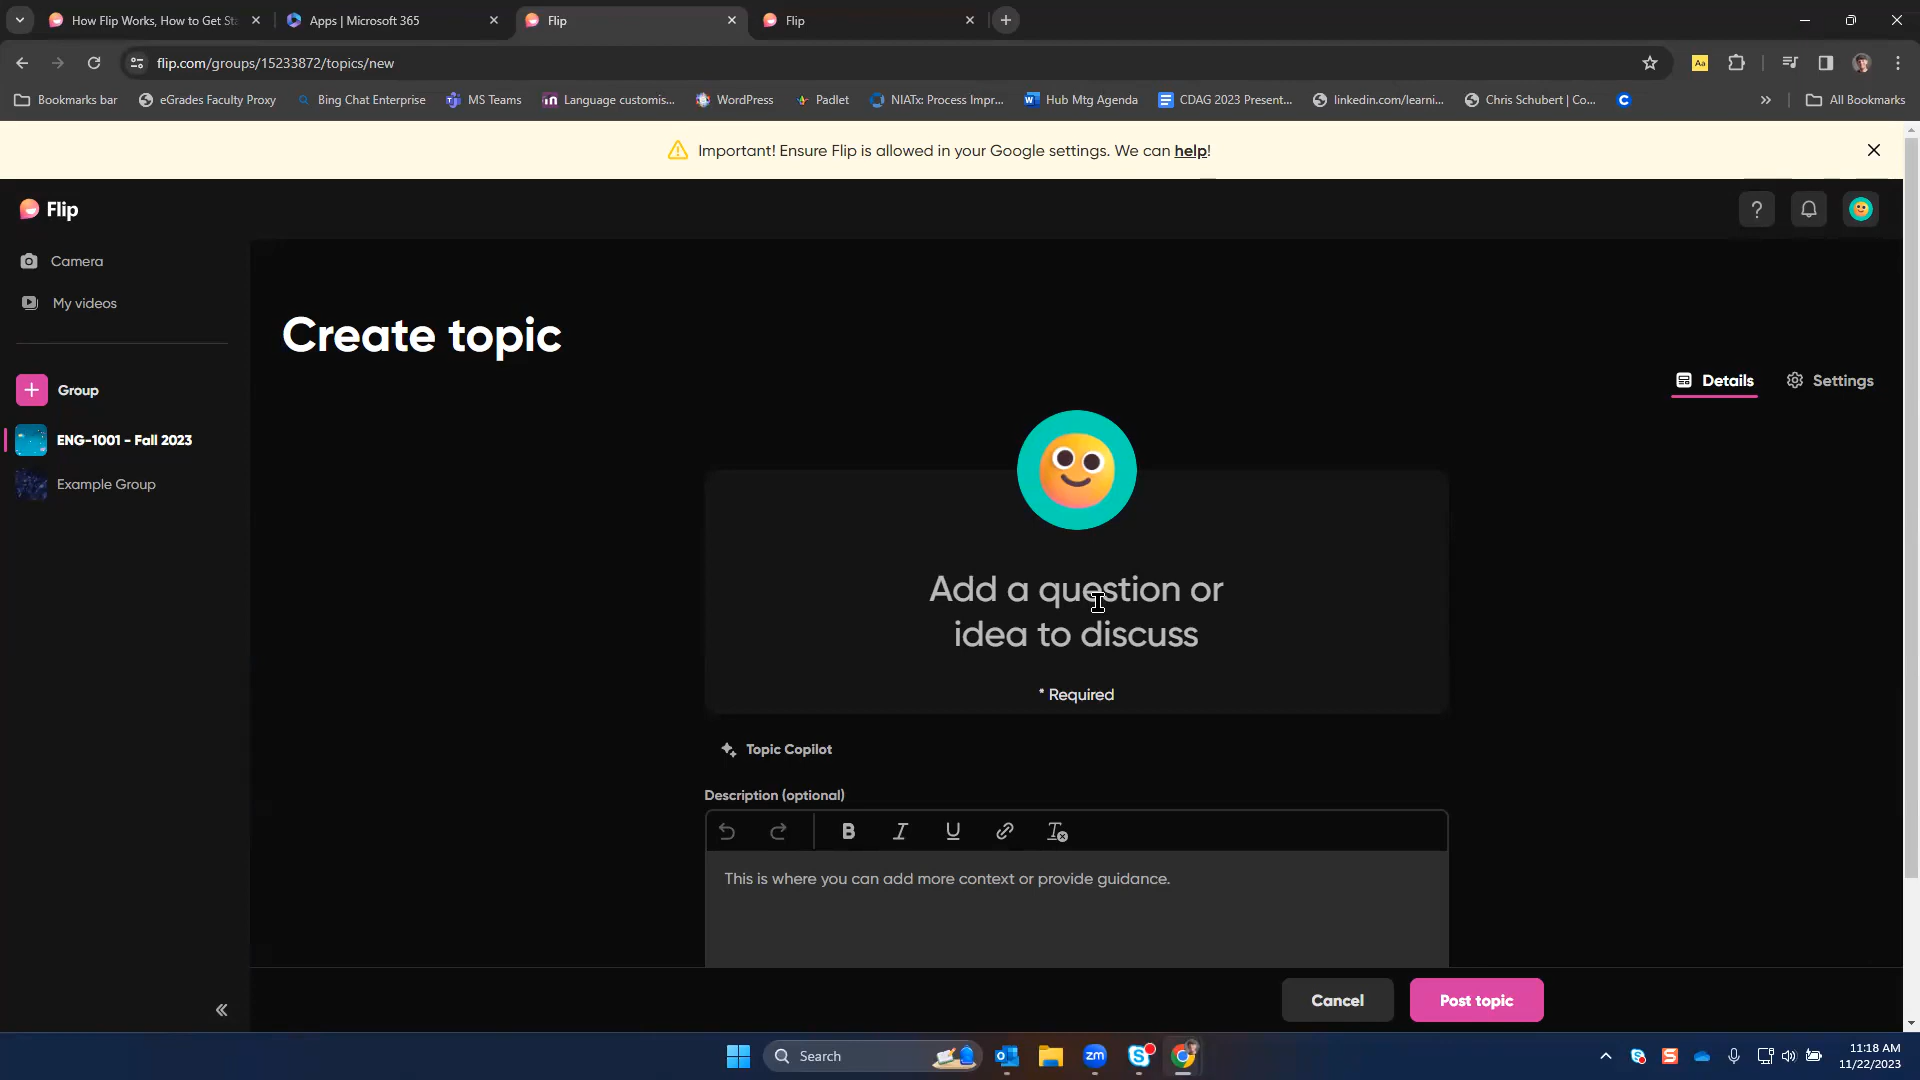 How Flip Works, How to Get Sta
Apps | Microsoft 365
Flip
Flip
flip.com/groups/15233872/topics/new
Aa
Bookmarks bar
eGrades Faculty Proxy
Bing Chat Enterprise
MS Teams
Language customis...
WordPress
Padlet
NIATx: Process Impr...
Hub Mtg Agenda
CDAG 2023 Present...
linkedin.com/learni...
Chris Schubert | Co...
All Bookmarks
Important! Ensure Flip is allowed in your Google settings. We can help!
Flip
Camera
My videos
Group
ENG-1001 - Fall 2023
Example Group
Create topic
Details
Settings
Add a question or
idea to discuss
* Required
Topic Copilot
Description (optional)
This is where you can add more context or provide guidance.
Cancel
Post topic
Search
zm
11:18 AM
11/22/2023